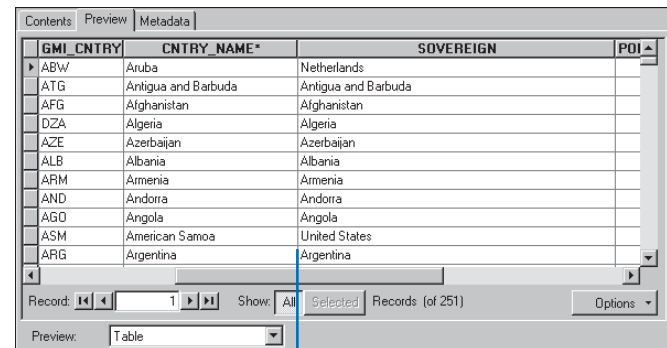 Contents Preview Metadata
GMI_CNTRY CNTRY_NAME* SOVEREIGN
ABW Aruba Netherlands
ATG Antigua and Barbuda Antigua and Barbuda
AFG Afghanistan Afghanistan
DZA Algeria Algeria
AZE Azerbaijan Azerbaijan
ALB Albania Albania
ARM Armenia Armenia
AND Andorra Andorra
AGO Angola Angola
ASM American Samoa United States
ARG Argentina Argentina
Record: 1 Show: All Selected Records (of 251) Options
Preview: Table